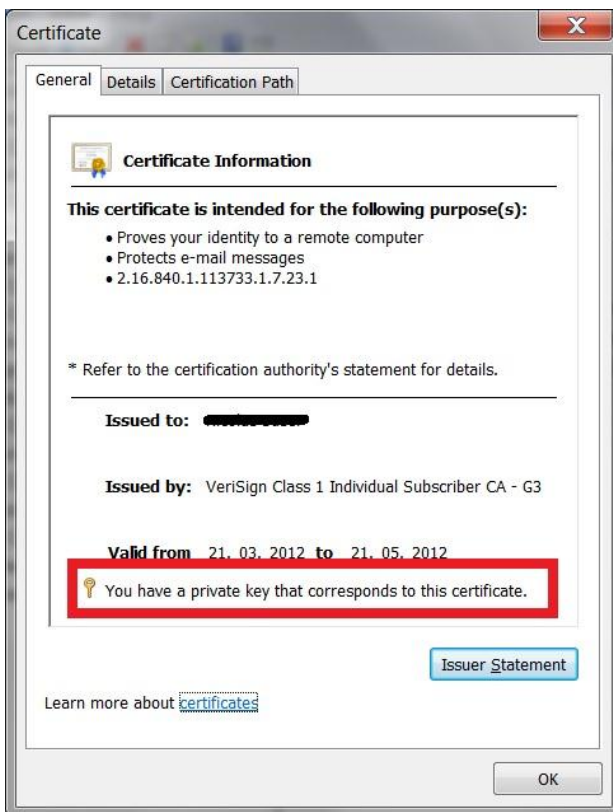 Certificate
General Details Certification Path
Certificate Information
This certificate is intended for the following purpose(s):
• Proves your identity to a remote computer
• Protects e-mail messages
• 2.16.840.1.113733.1.7.23.1
* Refer to the certification authority's statement for details.
Issued to:
Issued by: VeriSign Class 1 Individual Subscriber CA - G3
Valid from 21. 03. 2012 to 21. 05. 2012
You have a private key that corresponds to this certificate.
Issuer Statement
Learn more about certificates
OK